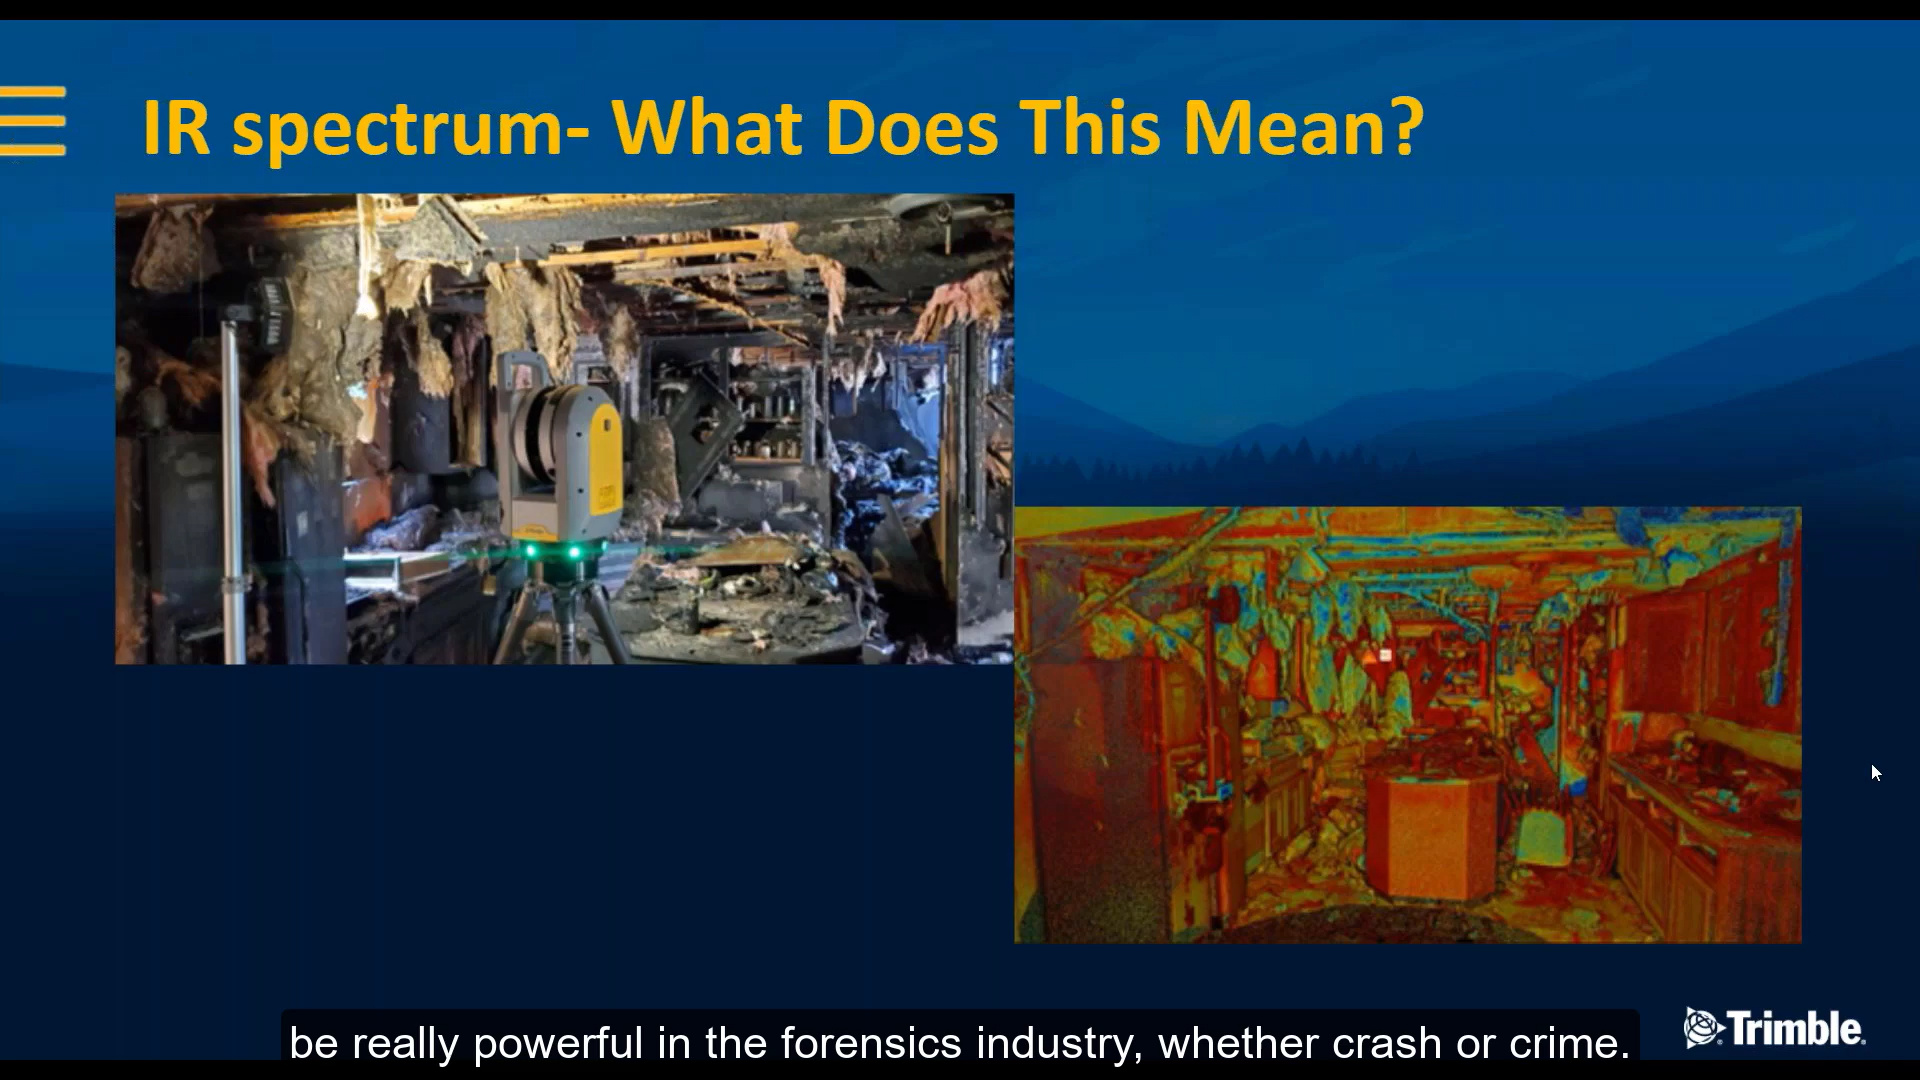 IR spectrum- What Does This Mean?
be really powerful in the forensics industry, whether crash or crime.
Trimble